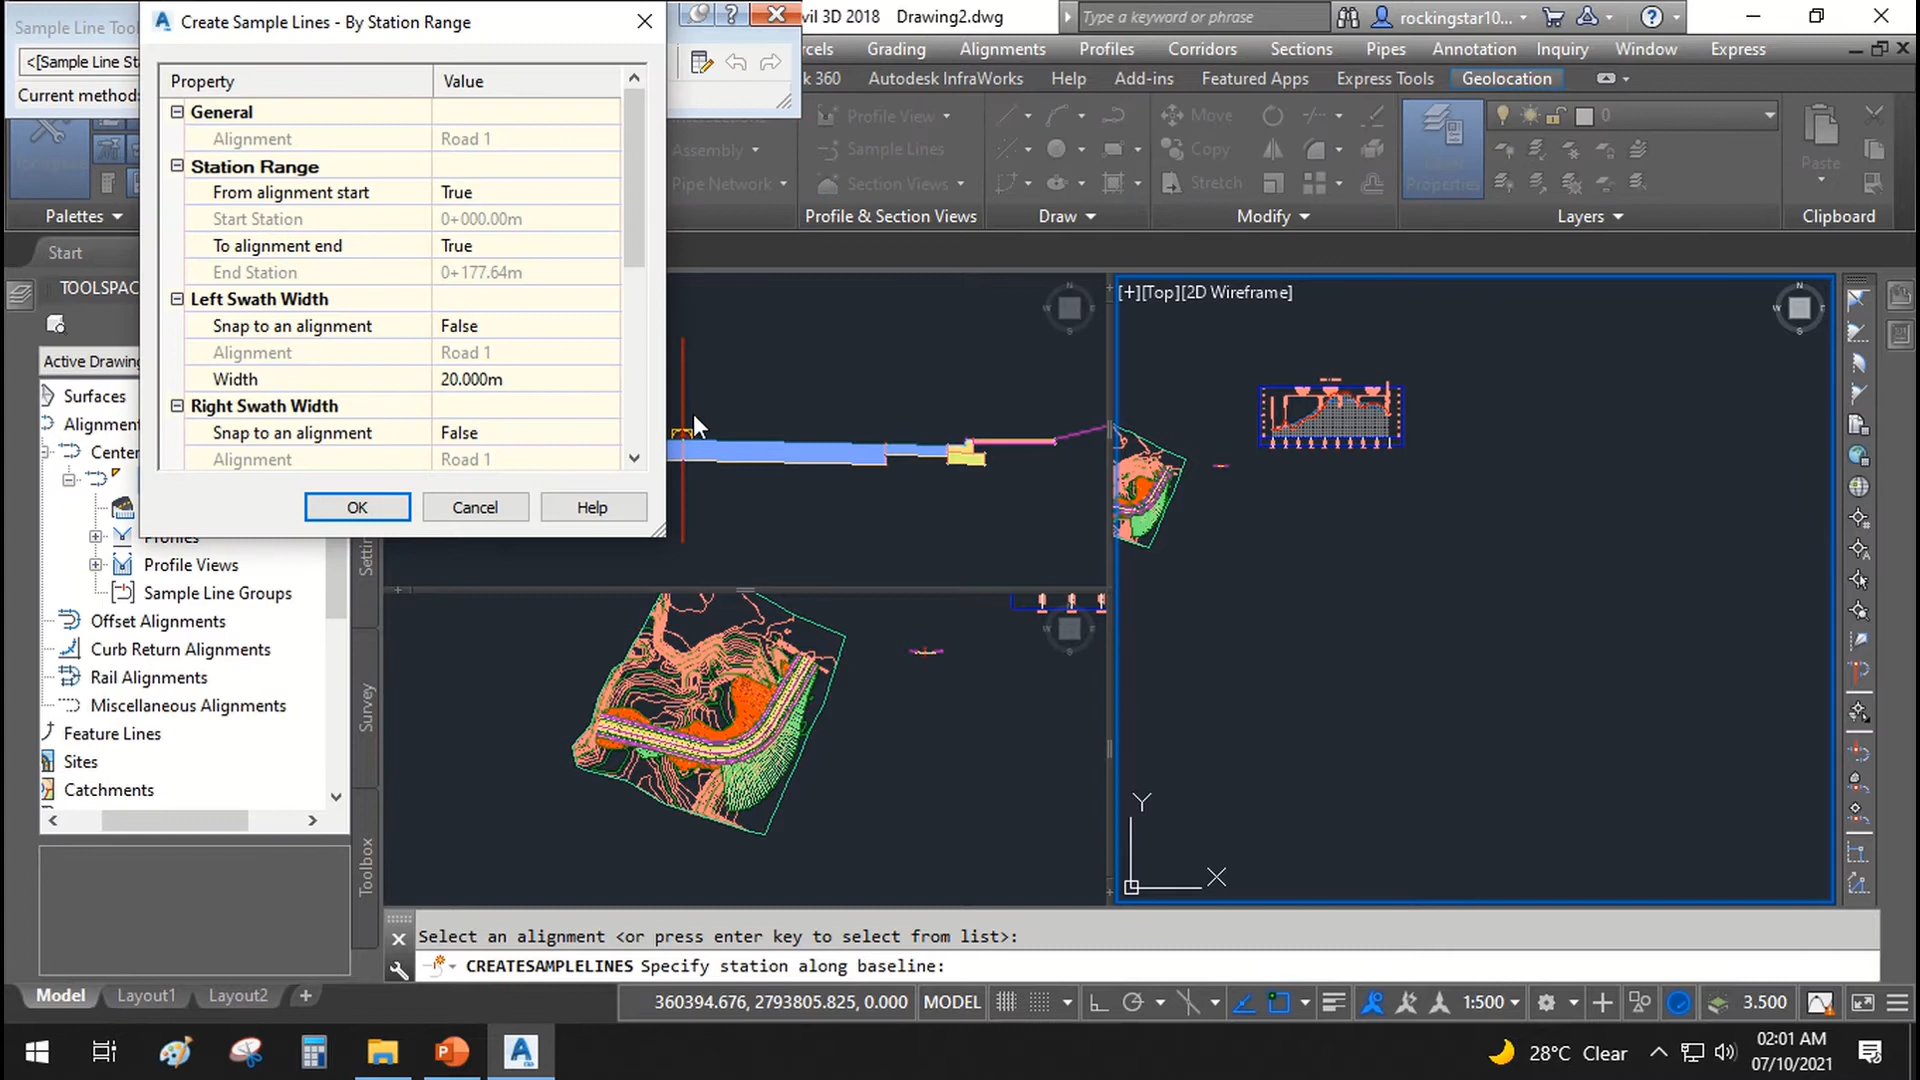 Create Sample Lines - By Station Range
Sample Line Too
<[Sample Line Sta
Current method:
vil 3D 2018 Drawing2.dwg
Type a keyword or phrase
rockingstar10...
rcels Grading Alignments Profiles Corridors Sections Pipes Annotation Inquiry Window Express
k 360 Autodesk InfraWorks Help Add-ins Featured Apps Express Tools Geolocation
Property Value
General
Alignment Road 1
Station Range
From alignment start True
Start Station 0+000.00m
To alignment end True
End Station 0+177.64m
Left Swath Width
Snap to an alignment False
Alignment Road 1
Width 20.000m
Right Swath Width
Snap to an alignment False
Alignment Road 1
OK Cancel Help
Assembly
Pipe Network
Profile View
Sample Lines
Section Views
Move
Copy
Stretch
Properties
0
Paste
Palettes
Profile & Section Views
Draw
Modify
Layers
Clipboard
Start
TOOLSPAC
Active Drawing
Surfaces
Alignment
Center
Profiles
Profile Views
Sample Line Groups
Offset Alignments
Curb Return Alignments
Rail Alignments
Miscellaneous Alignments
Feature Lines
Sites
Catchments
Settin
Survey
Toolbox
[+][Top][2D Wireframe]
N
W E
S
Y
X
Select an alignment <or press enter key to select from list>:
CREATESAMPLELINES Specify station along baseline:
Model Layout1 Layout2 +
360394.676, 2793805.825, 0.000 MODEL 1:500 3.500
28°C Clear
02:01 AM
07/10/2021